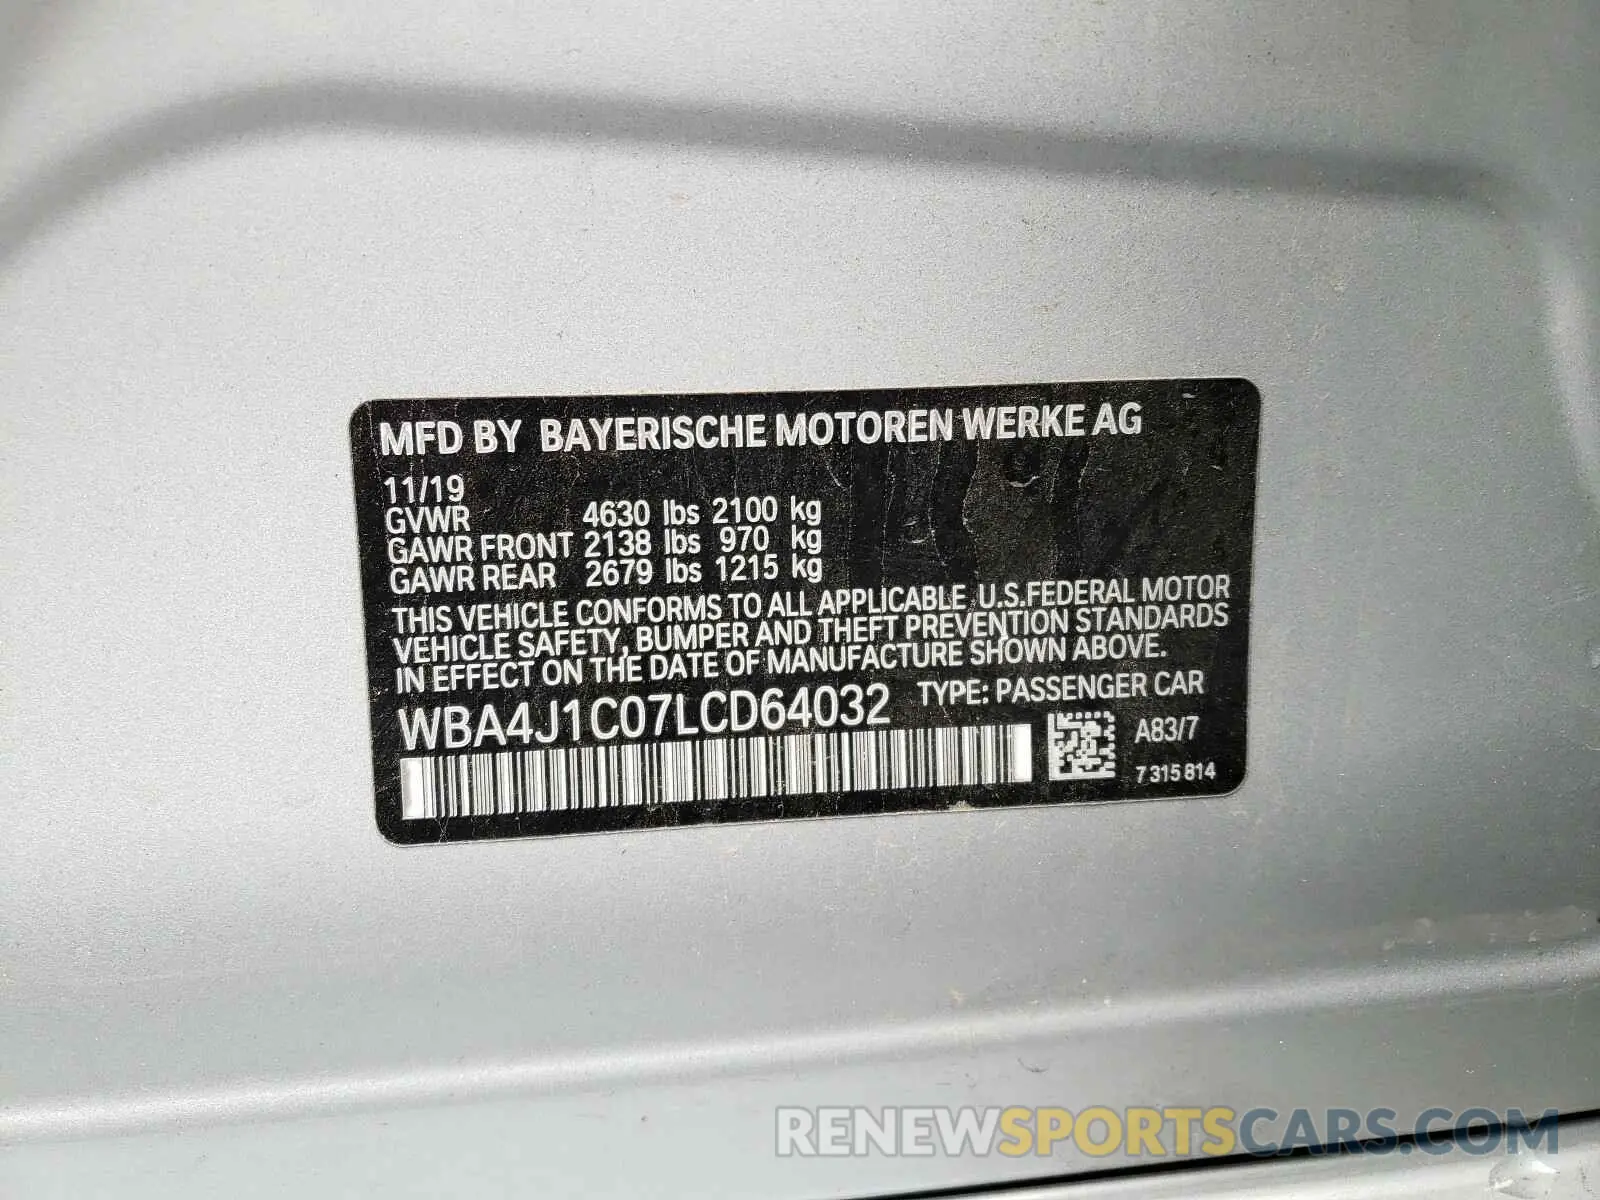 MFD BY BAYERISCHE MOTOREN WERKE AG
11/19
GVWR 4630 lbs 2100 kg
GAWR FRONT 2138 lbs 970 kg
GAWR REAR 2679 lbs 1215 kg
THIS VEHICLE CONFORMS TO ALL APPLICABLE U.S.FEDERAL MOTOR
VEHICLE SAFETY, BUMPER AND THEFT PREVENTION STANDARDS
IN EFFECT ON THE DATE OF MANUFACTURE SHOWN ABOVE.
WBA4J1C07LCD64032 TYPE: PASSENGER CAR
A83/7
7 315 814
RENEWSPORTSCARS.COM